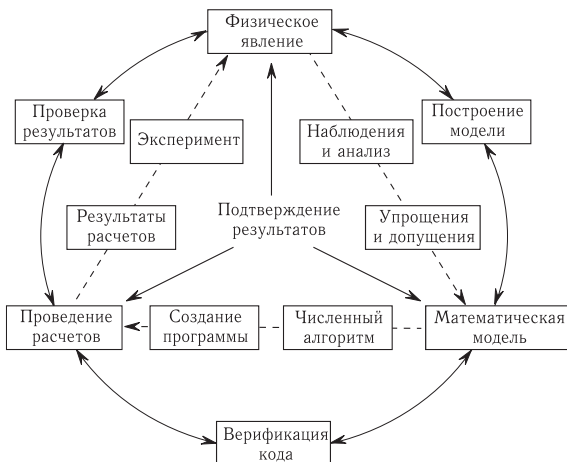 Физическое
явление
Проверка
результатов
Эксперимент
Наблюдения
и анализ
Построение
модели
Результаты
расчетов
Подтверждение
результатов
Упрощения
и допущения
Проведение
расчетов
Создание
программы
Численный
алгоритм
Математическая
модель
Верификация
кода